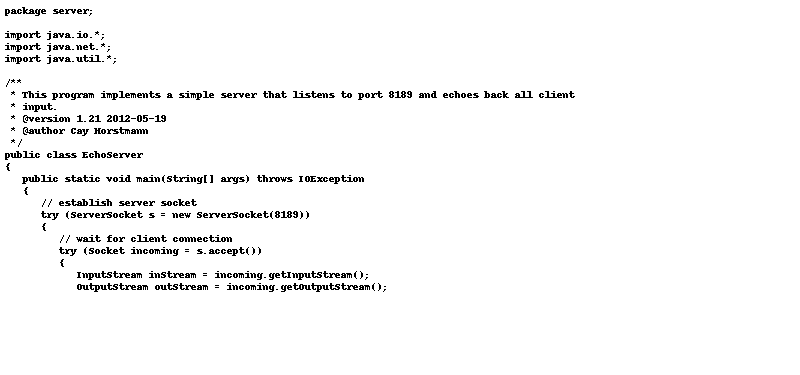 package server;

import java.io.*;
import java.net.*;
import java.util.*;

/**
 * This program implements a simple server that listens to port 8189 and echoes back all client
 * input.
 * @version 1.21 2012-05-19
 * @author Cay Horstmann
 */
public class EchoServer
{
   public static void main(String[] args) throws IOException
   {
      // establish server socket
      try (ServerSocket s = new ServerSocket(8189))
      {
         // wait for client connection
         try (Socket incoming = s.accept())
         {
            InputStream inStream = incoming.getInputStream();
            OutputStream outStream = incoming.getOutputStream();